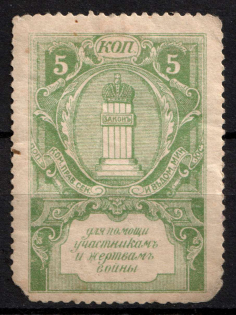 КОП
5 5
ЗАКОНЪ
для помощи
участникамъ
и жертвамъ
войны